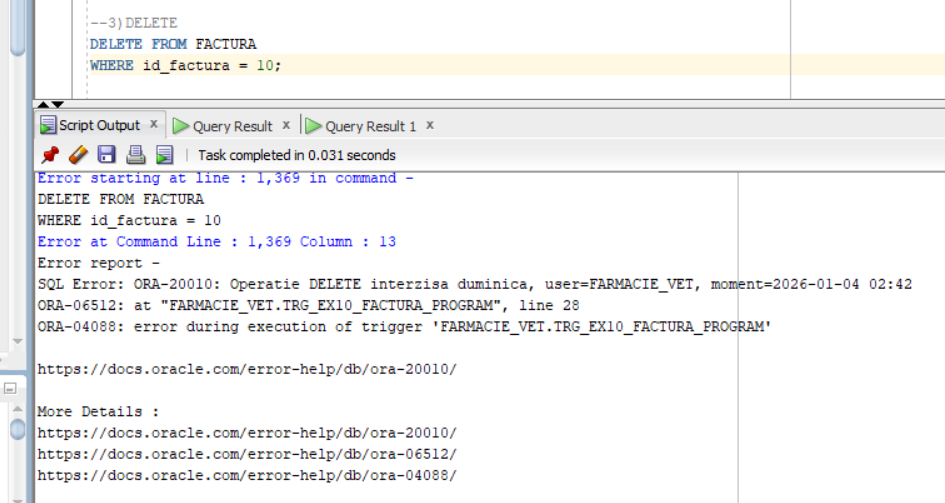 --3)DELETE
DELETE FROM FACTURA
WHERE id_factura = 10;
Script Output x Query Result x Query Result 1 x
Task completed in 0.031 seconds
Error starting at line : 1,369 in command -
DELETE FROM FACTURA
WHERE id_factura = 10
Error at Command Line : 1,369 Column : 13
Error report -
SQL Error: ORA-20010: Operatie DELETE interzisa duminica, user=FARMACIE_VET, moment=2026-01-04 02:42
ORA-06512: at "FARMACIE_VET.TRG_EX10_FACTURA_PROGRAM", line 28
ORA-04088: error during execution of trigger 'FARMACIE_VET.TRG_EX10_FACTURA_PROGRAM'
https://docs.oracle.com/error-help/db/ora-20010/
More Details :
https://docs.oracle.com/error-help/db/ora-20010/
https://docs.oracle.com/error-help/db/ora-06512/
https://docs.oracle.com/error-help/db/ora-04088/